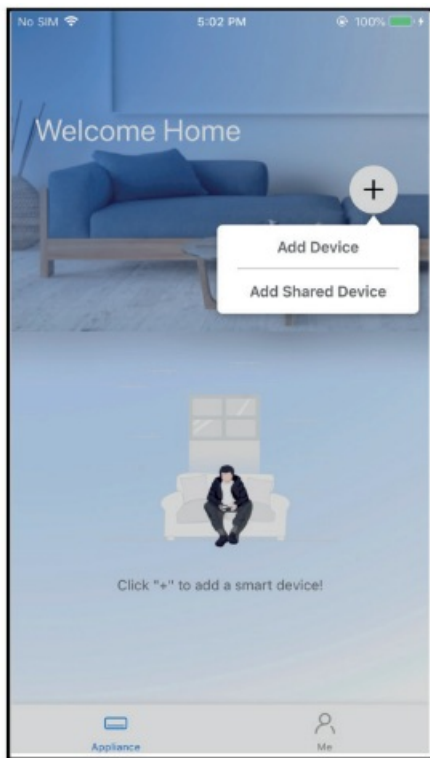 No SIM 5:02 PM 100%
Welcome Home
+
Add Device
Add Shared Device
Click "+" to add a smart device!
Appliance Me